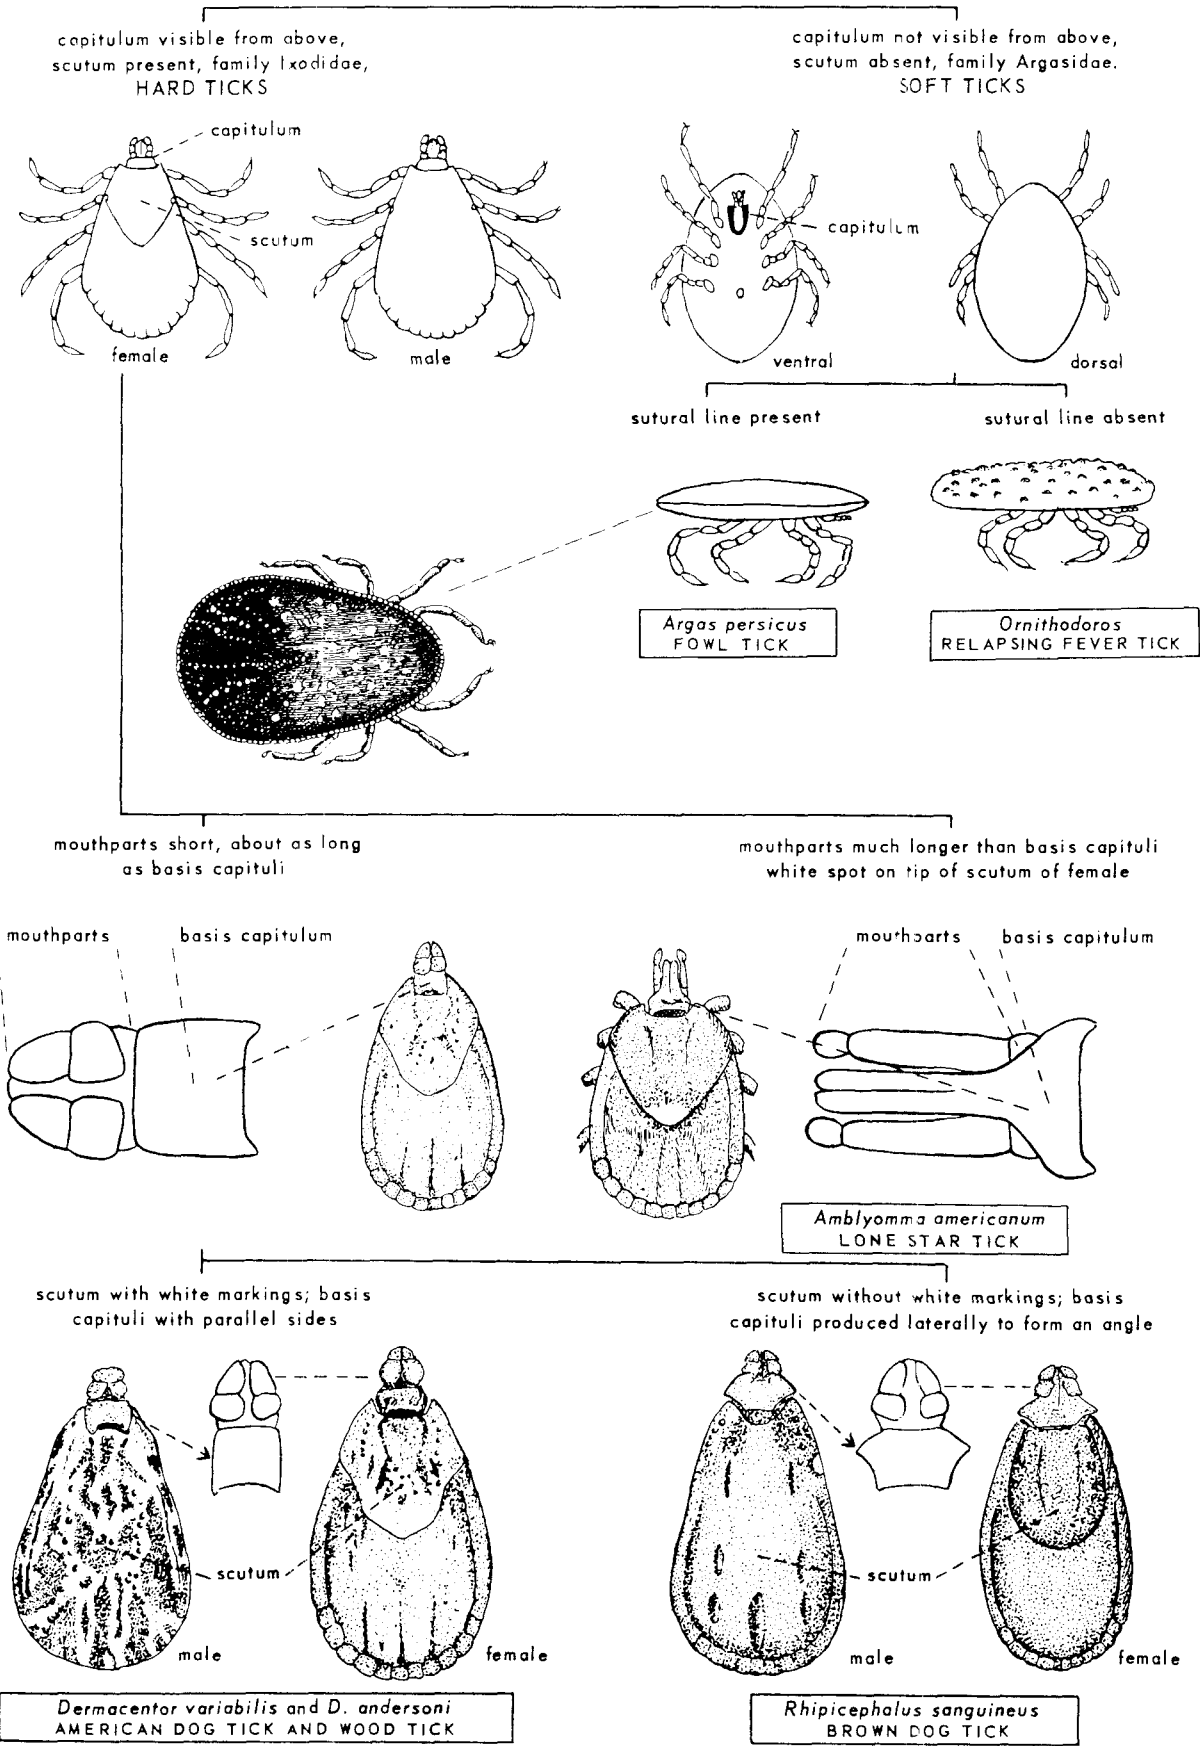 capitulum visible from above,
scutum present, family Ixodidae,
HARD TICKS
capitulum not visible from above,
scutum absent, family Argasidae.
SOFT TICKS
capitulum
scutum
female
male
capitulum
ventral
dorsal
sutural line present
sutural line absent
Argas persicus
FOWL TICK
Ornithodoros
RELAPSING FEVER TICK
mouthparts short, about as long
as basis capituli
mouthparts much longer than basis capituli
white spot on tip of scutum of female
mouthparts
basis capitulum
mouthparts
basis capitulum
Amblyomma americanum
LONE STAR TICK
scutum with white markings; basis
capituli with parallel sides
scutum without white markings; basis
capituli produced laterally to form an angle
scutum
male
female
scutum
male
female
Dermacentor variabilis and D. andersoni
AMERICAN DOG TICK AND WOOD TICK
Rhipicephalus sanguineus
BROWN DOG TICK